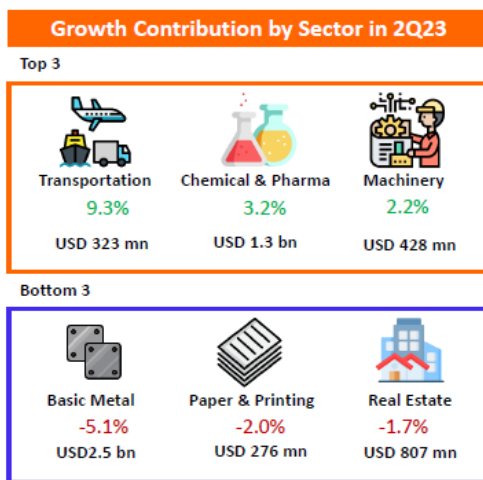 Growth Contribution by Sector in 2Q23
Top 3
Transportation Chemical & Pharma Machinery
9.3% 3.2% 2.2%
USD 323 mn USD 1.3 bn USD 428 mn
Bottom 3
Basic Metal Paper & Printing Real Estate
-5.1% -2.0% -1.7%
USD2.5 bn USD 276 mn USD 807 mn